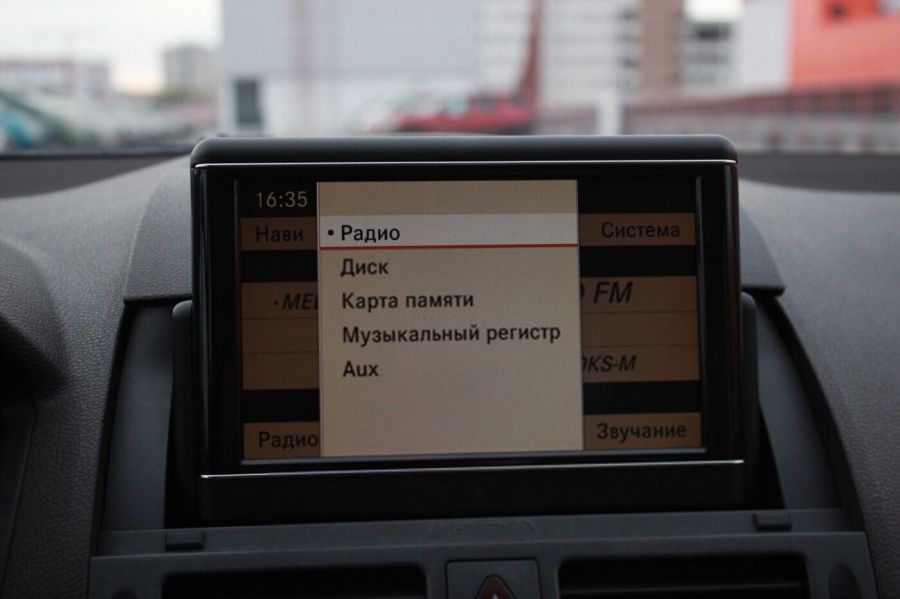 16:35
Нави
Система
• Радио
Диск
FM
Карта памяти
Музыкальный регистр
Aux
Радио
Звучание